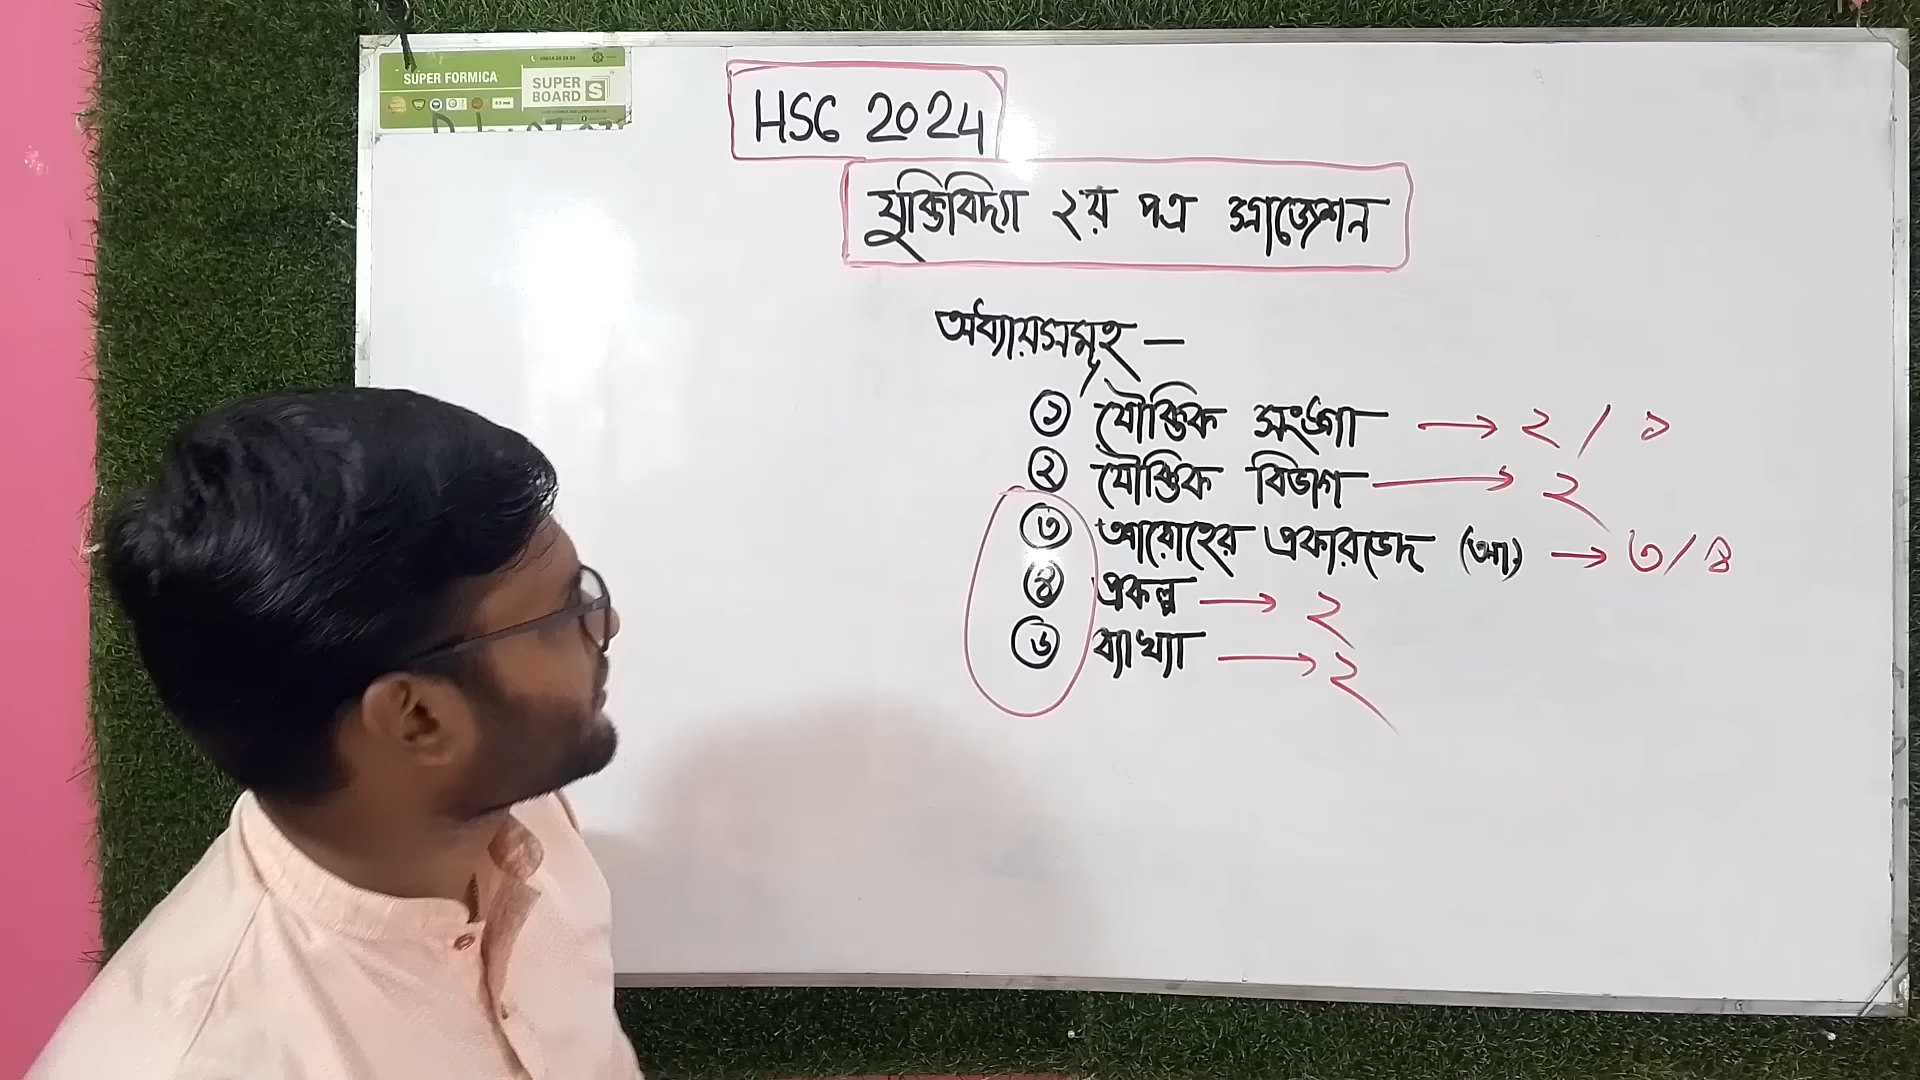 SUPER FORMICA
SUPER BOARD S
HSC 2024
যুক্তিবিদ্যা ২য় পত্র সাজেশন
অধ্যায়সমূহ —
১ যৌক্তিক সংজ্ঞা → ২ / ১
২ যৌক্তিক বিভাগ → ২
৩ আরোহের প্রকারভেদ (আ) → ৩/৪
৪ প্রকল্প → ২
৬ ব্যাখ্যা → ২